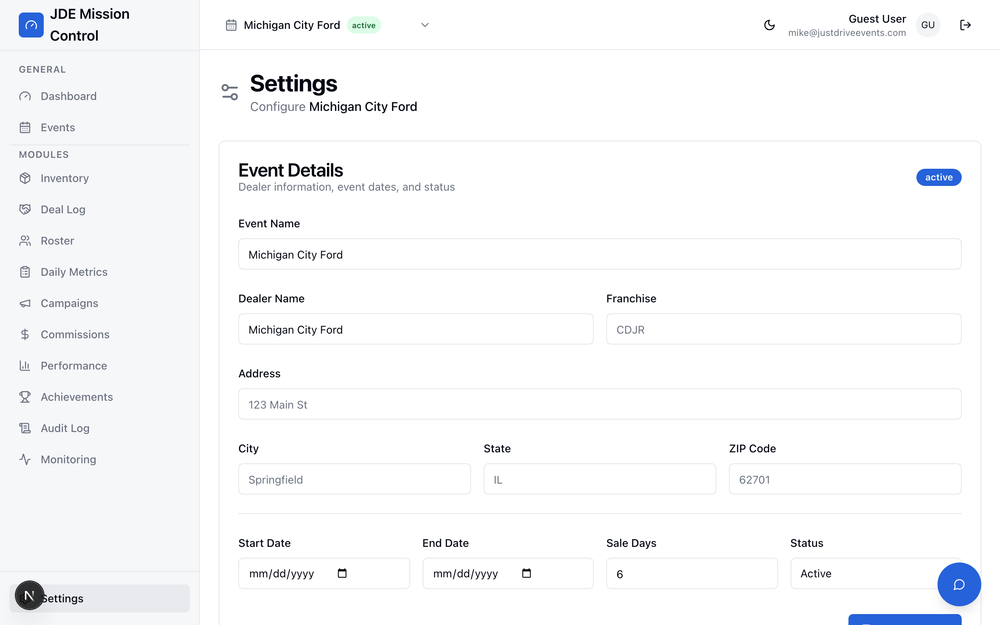 JDE Mission
Control
GENERAL
Dashboard
Events
MODULES
Inventory
Deal Log
Roster
Daily Metrics
Campaigns
Commissions
Performance
Achievements
Audit Log
Monitoring
N
Settings
Michigan City Ford active
Guest User
mike@justdriveevents.com
GU
Settings
Configure Michigan City Ford
Event Details
Dealer information, event dates, and status
active
Event Name
Michigan City Ford
Dealer Name Franchise
Michigan City Ford CDJR
Address
123 Main St
City State ZIP Code
Springfield IL 62701
Start Date End Date Sale Days Status
mm/dd/yyyy mm/dd/yyyy 6 Active